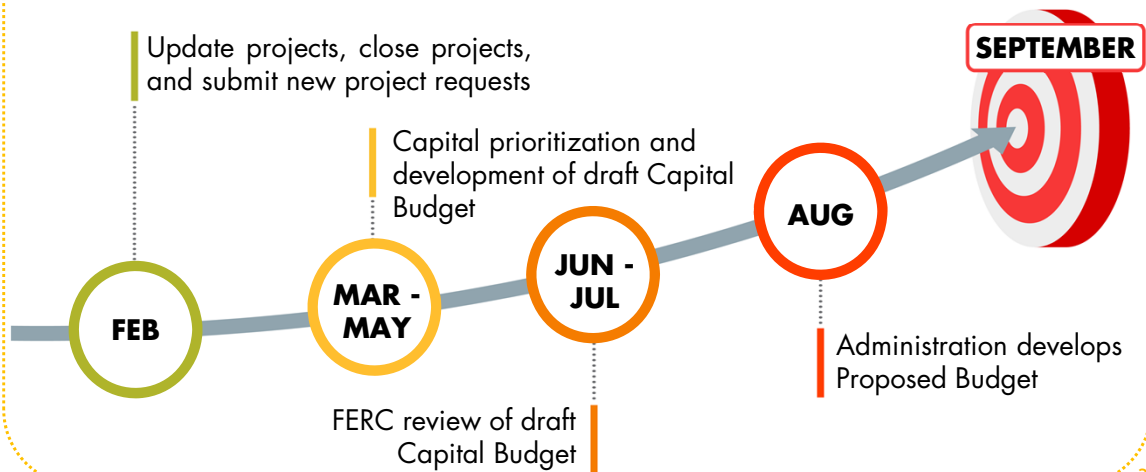 Update projects, close projects,
and submit new project requests
SEPTEMBER
Capital prioritization and
development of draft Capital
Budget
AUG
JUN -
JUL
MAR -
MAY
FEB
Administration develops
Proposed Budget
FERC review of draft
Capital Budget